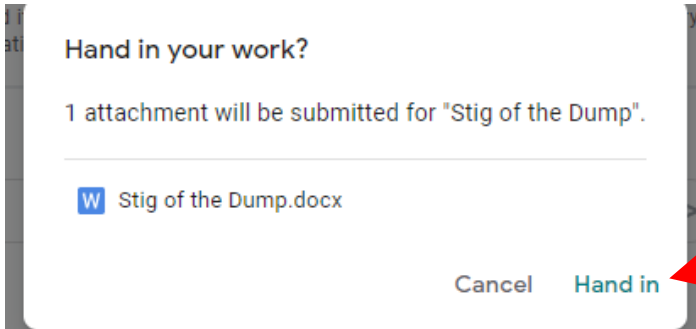 Hand in your work?
1 attachment will be submitted for "Stig of the Dump".
W Stig of the Dump.docx
Cancel Hand in